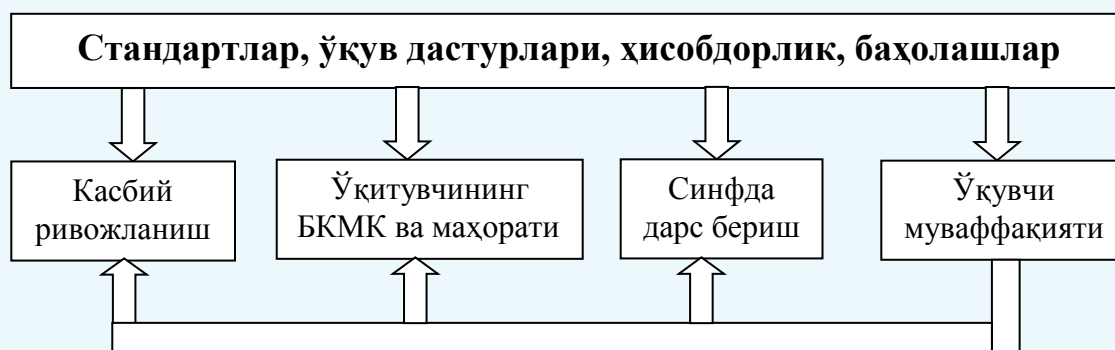 Стандартлар, ўқув дастурлари, ҳисобдорлик, баҳолашлар
Касбий
ривожланиш
Ўқитувчининг
БКМК ва маҳорати
Синфда
дарс бериш
Ўқувчи
муваффақияти